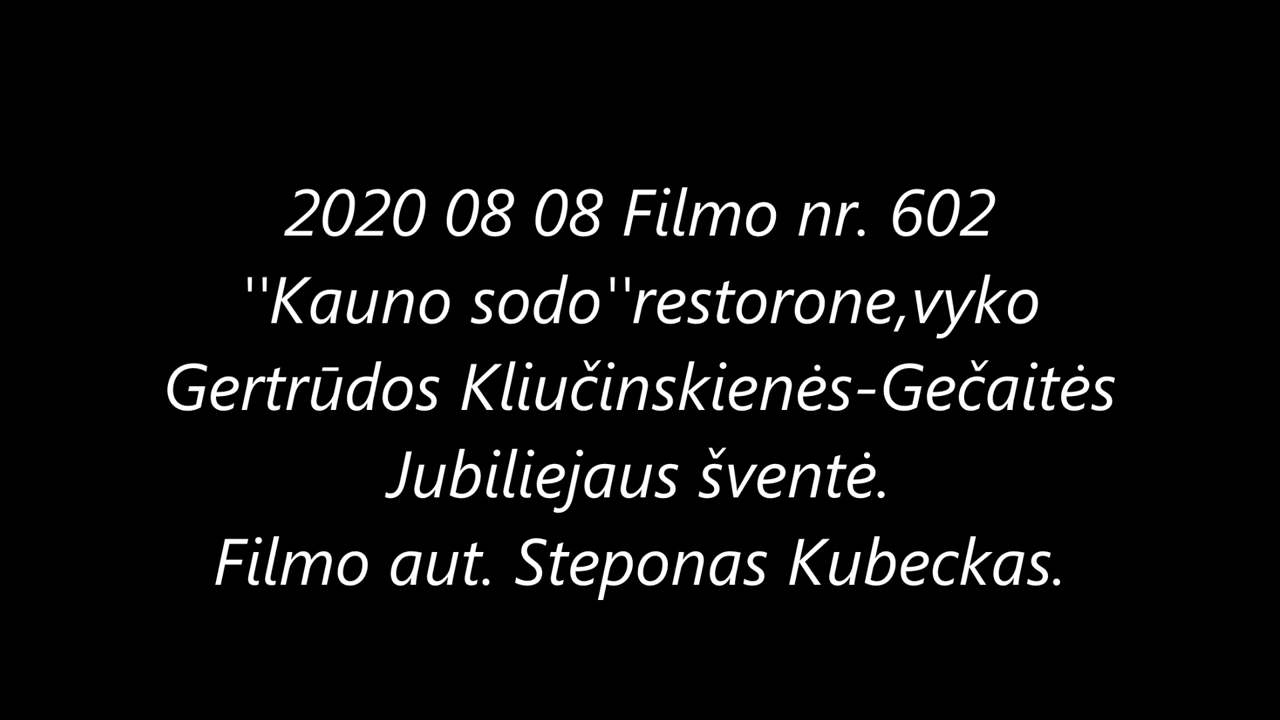 2020 08 08 Filmo nr. 602
''Kauno sodo''restorone,vyko
Gertrūdos Kliučinskienės-Gečaitės
Jubiliejaus šventė.
Filmo aut. Steponas Kubeckas.